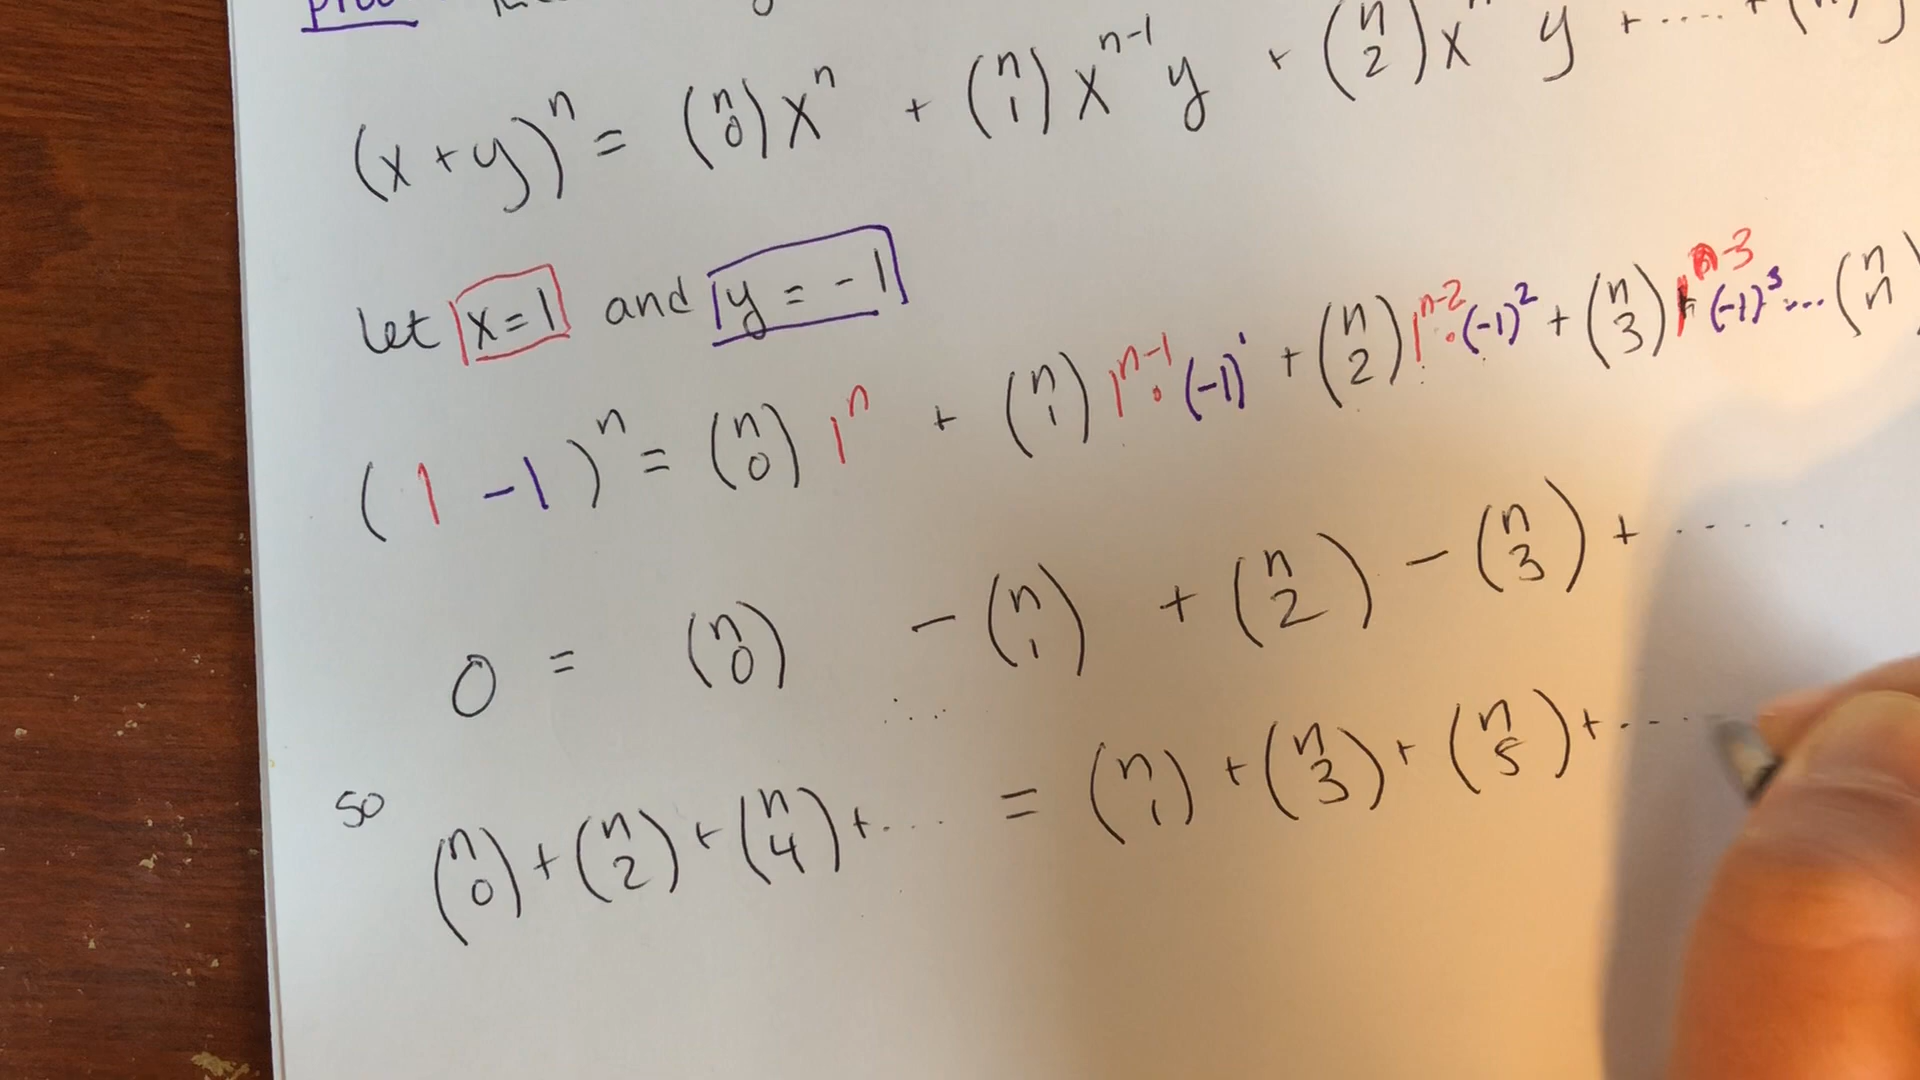 (x+y)^n = (n 0) x^n + (n 1) x^{n-1} y + (n 2) x y + .... +
let x=1 and y = -1
(1 -1)^n = (n 0) 1^n + (n 1) 1^{n-1} · (-1)^1 + (n 2) 1^{n-2} · (-1)^2 + (n 3) 1^{n-3} (-1)^3 ... (n n)
0 = (n 0) - (n 1) + (n 2) - (n 3) + ......
so (n 0) + (n 2) + (n 4) + .... = (n 1) + (n 3) + (n 5) + ....